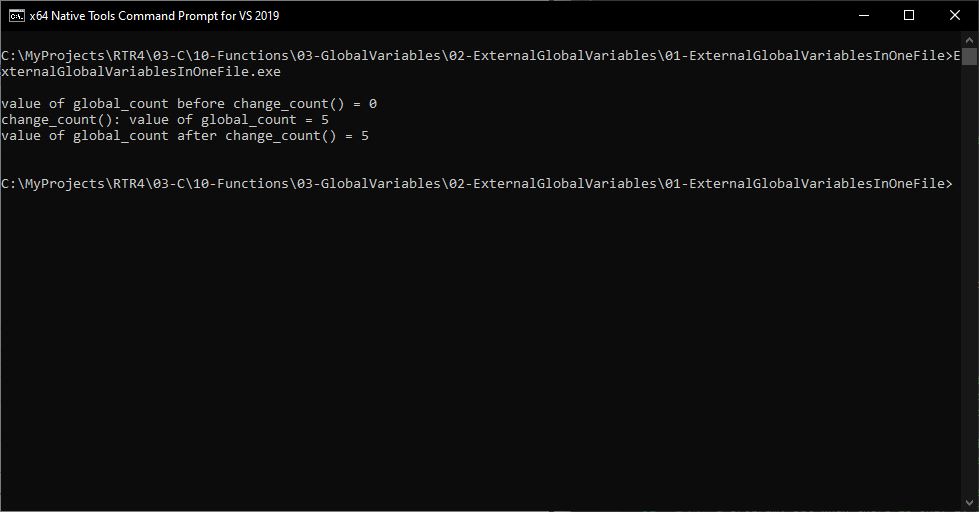 x64 Native Tools Command Prompt for VS 2019
C:\MyProjects\RTR4\03-C\10-Functions\03-GlobalVariables\02-ExternalGlobalVariables\01-ExternalGlobalVariablesInOneFile>E
xternalGlobalVariablesInOneFile.exe
value of global_count before change_count() = 0
change_count(): value of global_count = 5
value of global_count after change_count() = 5
C:\MyProjects\RTR4\03-C\10-Functions\03-GlobalVariables\02-ExternalGlobalVariables\01-ExternalGlobalVariablesInOneFile>